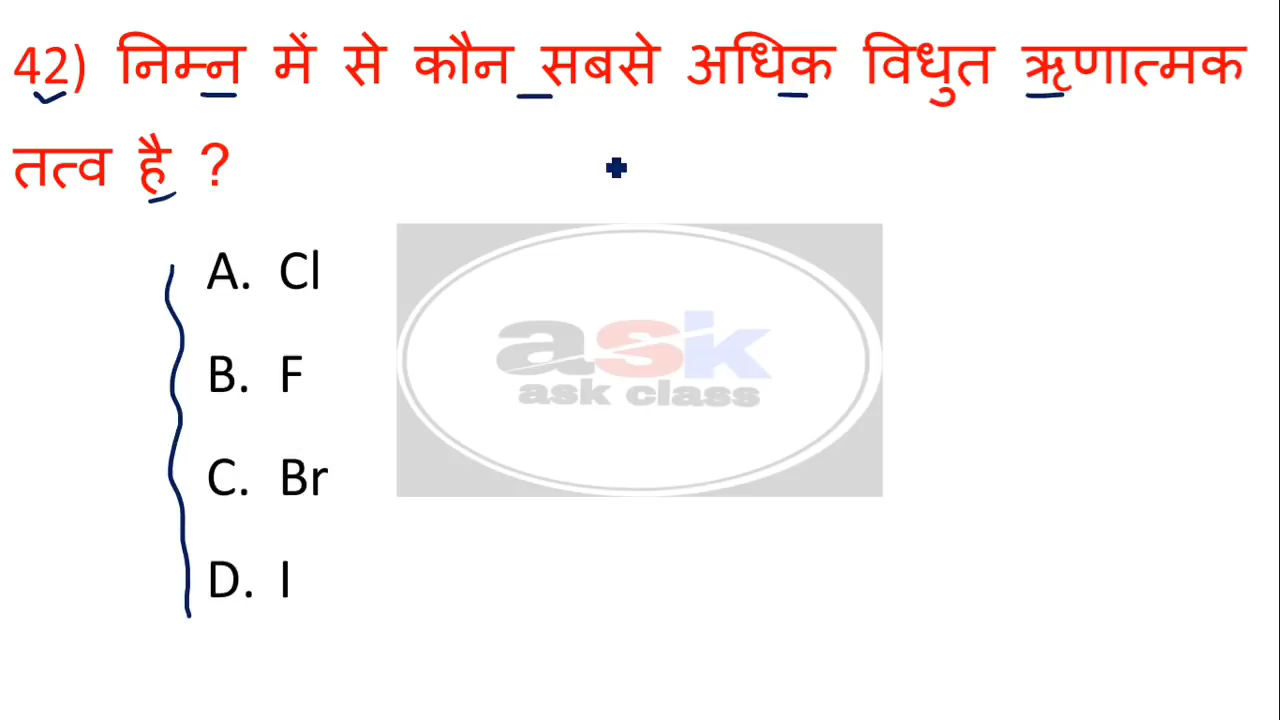 42) निम्न में से कौन सबसे अधिक विधुत ऋणात्मक
तत्व है ?
A. Cl
B. F
C. Br
D. I
ask
ask class